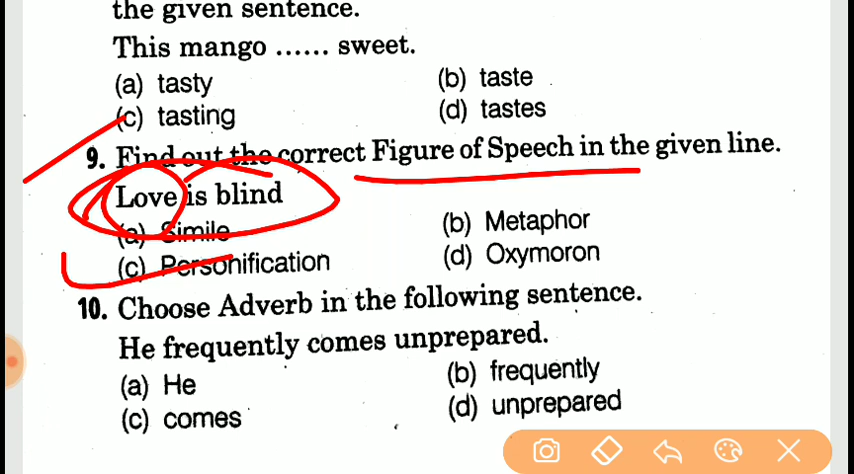 the given sentence.
This mango ...... sweet.
(a) tasty (b) taste
(c) tasting (d) tastes
9. Find out the correct Figure of Speech in the given line.
Love is blind
(a) Simile (b) Metaphor
(c) Personification (d) Oxymoron
10. Choose Adverb in the following sentence.
He frequently comes unprepared.
(a) He (b) frequently
(c) comes (d) unprepared